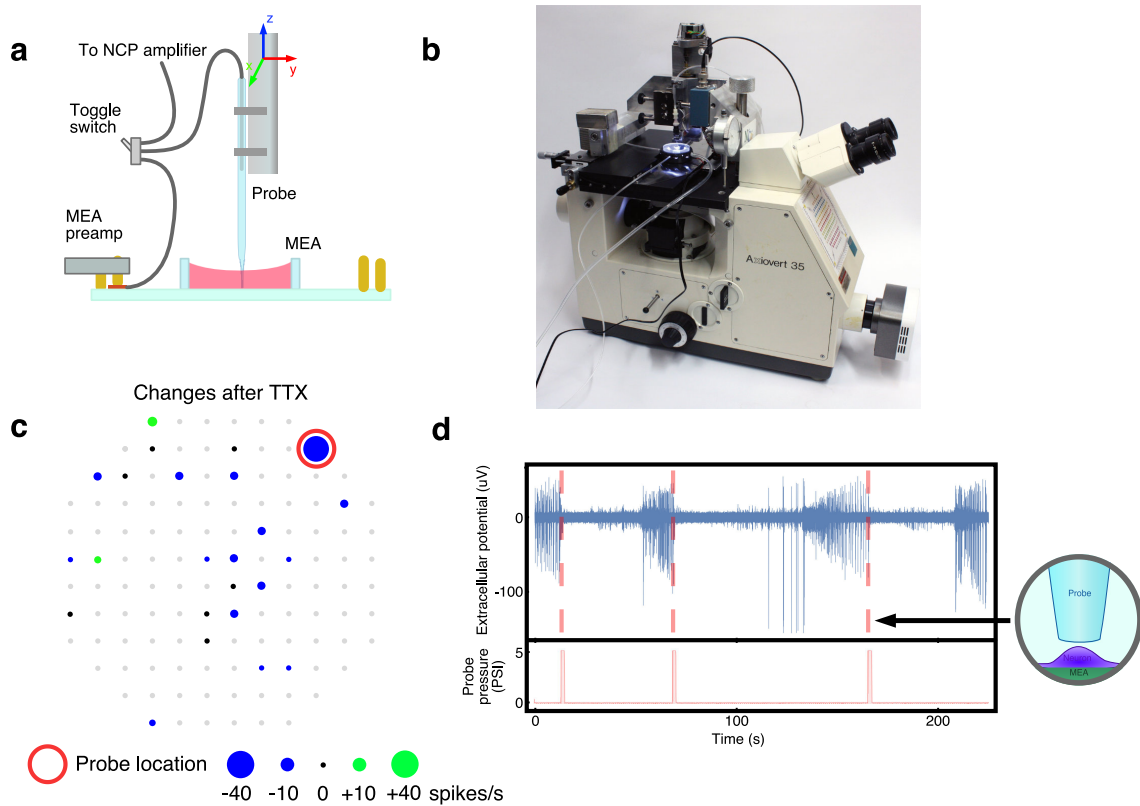 a
To NCP amplifier
Toggle
switch
z
x
y
Probe
MEA
preamp
MEA
b
Axiovert 35
Changes after TTX
c
Probe location
-40
-10
0
+10
+40
spikes/s
d
Extracellular potential (uV)
0
-100
Probe
pressure
(PSI)
5
0
0
100
200
Time (s)
Probe
Neuron
MEA